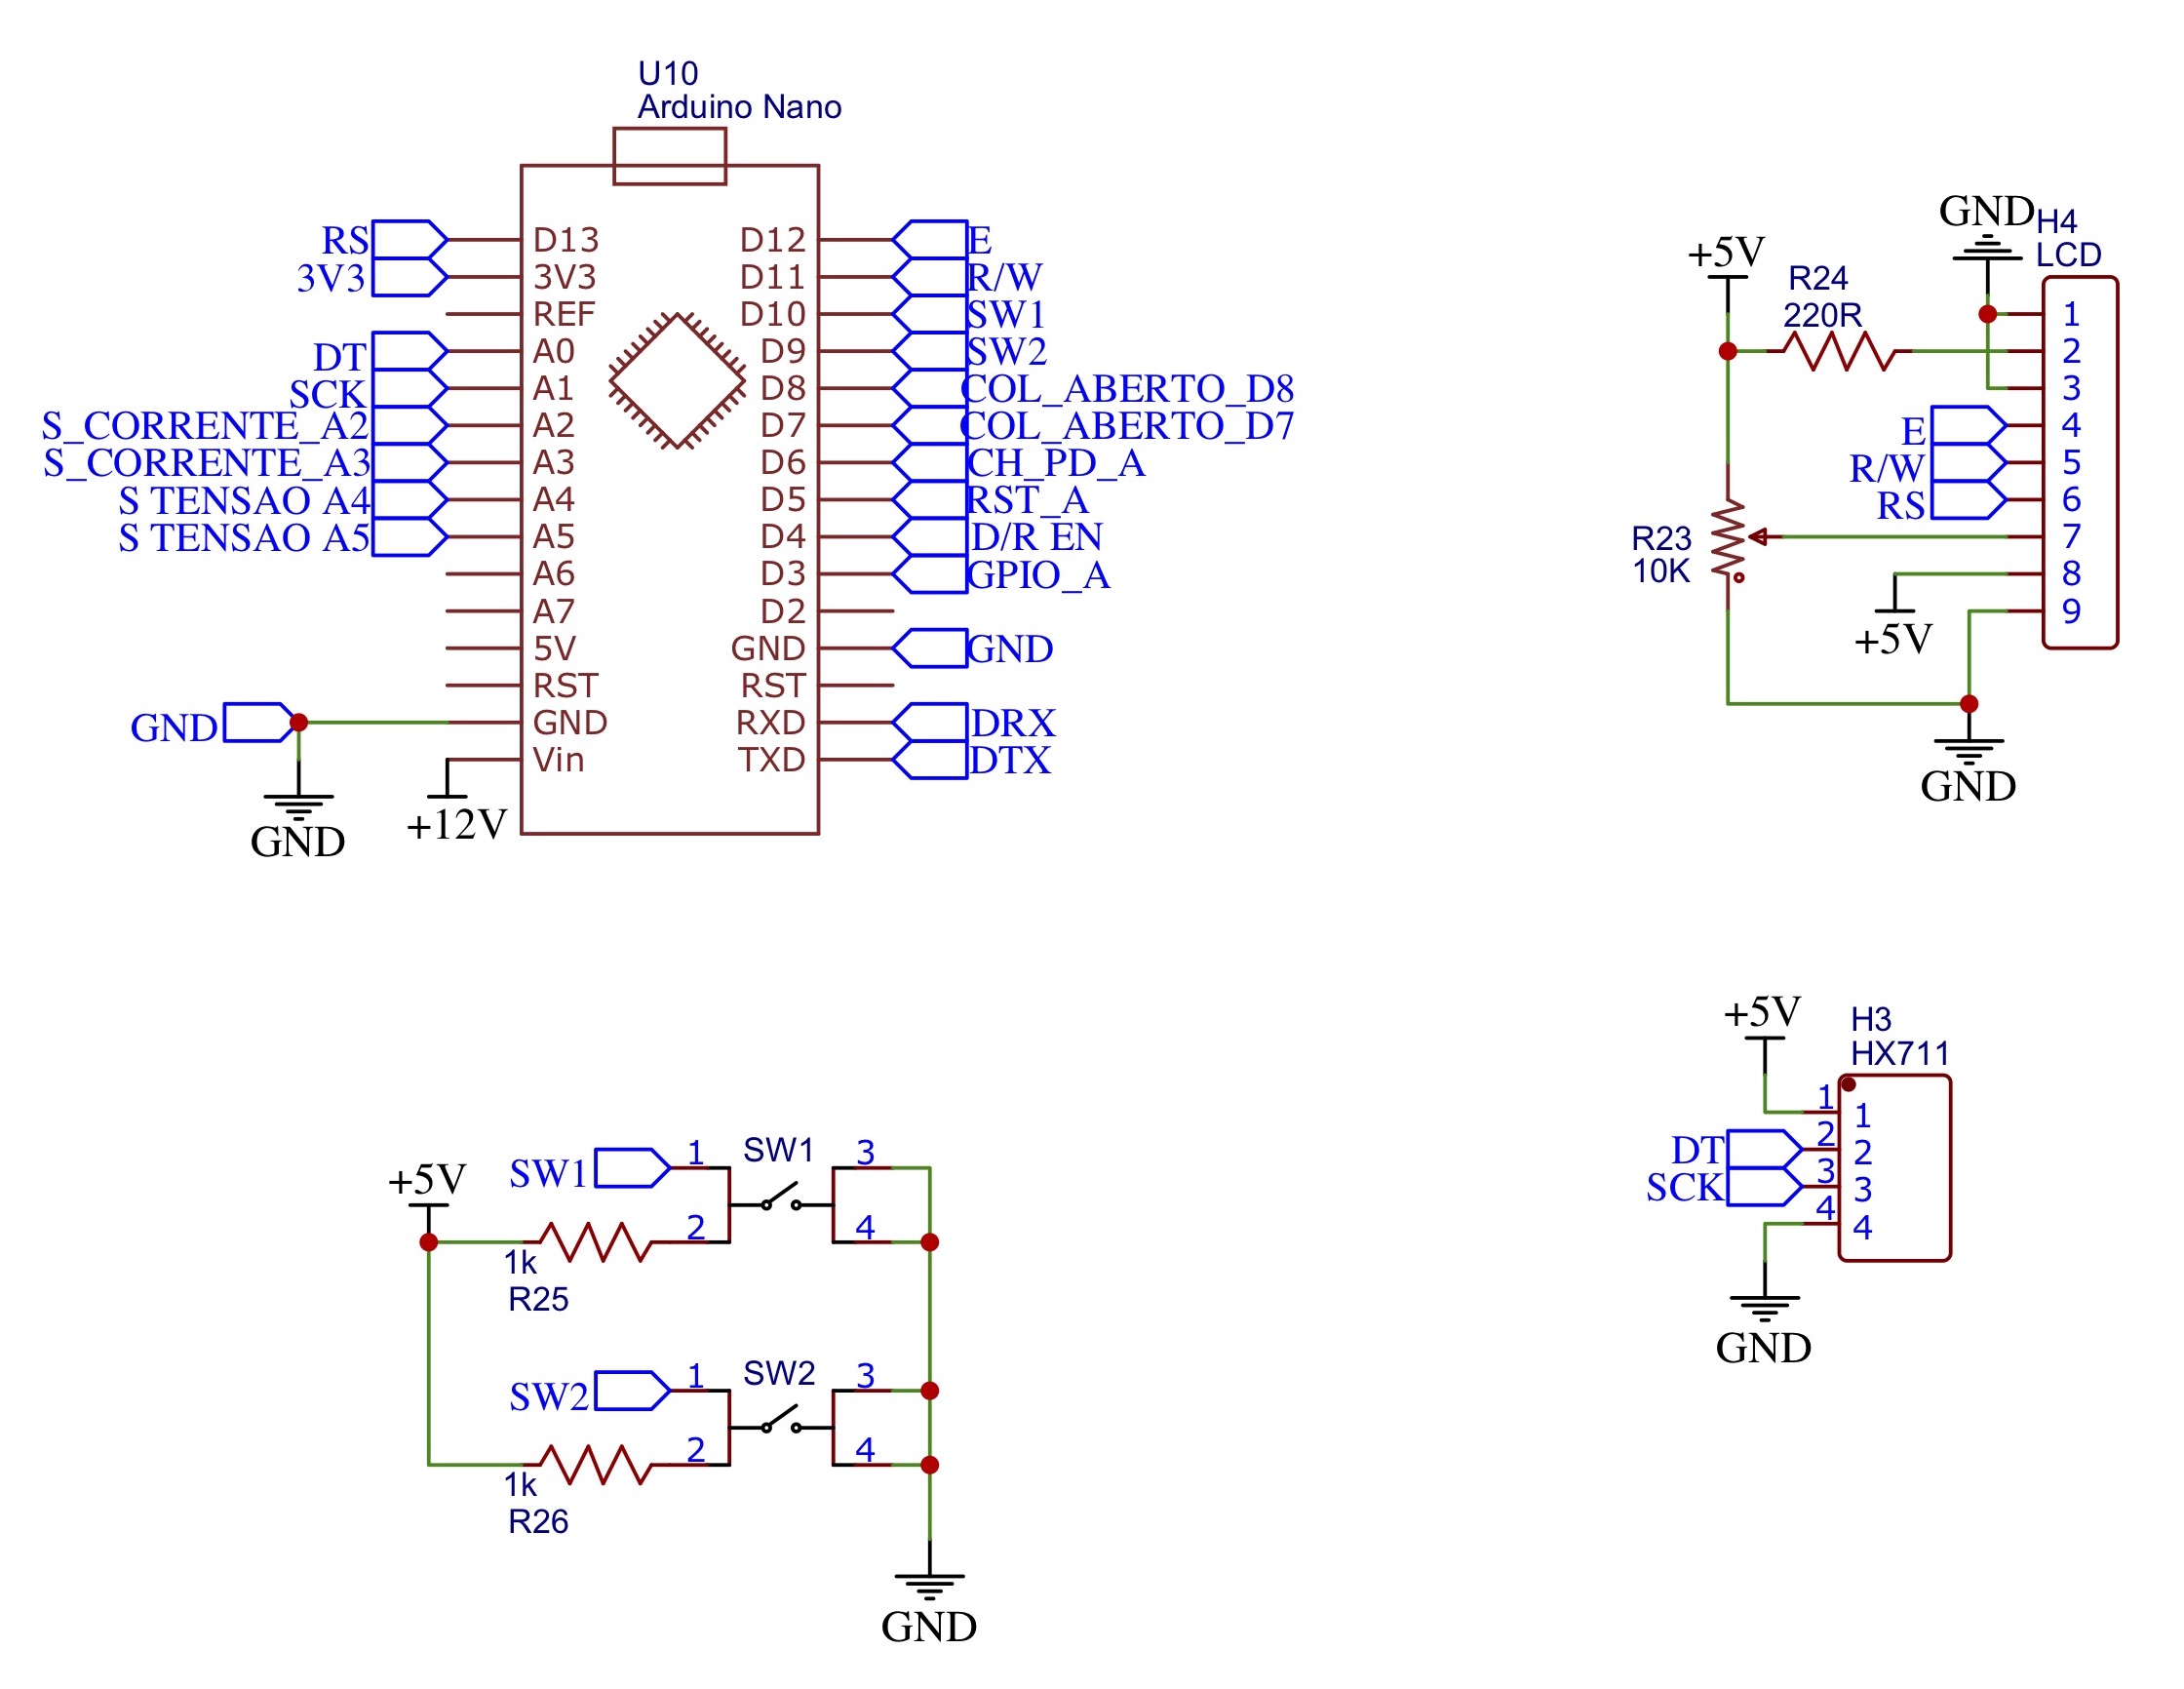 U10
Arduino Nano
RS
3V3
DT
SCK
S_CORRENTE_A2
S_CORRENTE_A3
S TENSAO A4
S TENSAO A5
GND
GND
+12V
D13
3V3
REF
A0
A1
A2
A3
A4
A5
A6
A7
5V
RST
GND
Vin
D12
D11
D10
D9
D8
D7
D6
D5
D4
D3
D2
GND
RST
RXD
TXD
E
R/W
SW1
SW2
COL_ABERTO_D8
COL_ABERTO_D7
CH_PD_A
RST_A
D/R EN
GPIO_A
GND
DRX
DTX
GND
H4
LCD
+5V
R24
220R
1
2
3
4
5
6
7
8
9
E
R/W
RS
R23
10K
+5V
GND
+5V
SW1
1
2
SW1
3
4
1k
R25
SW2
1
2
SW2
3
4
1k
R26
GND
+5V
H3
HX711
DT
SCK
1
2
3
4
1
2
3
4
GND